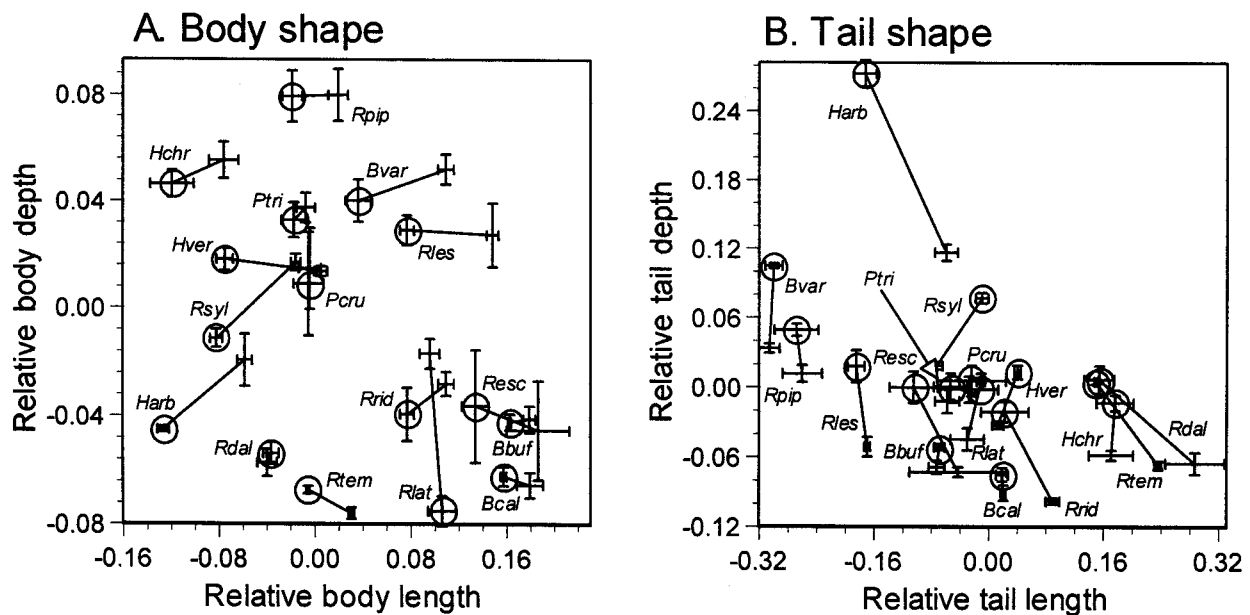 A. Body shape
0.08
0.04
0.00
-0.04
-0.08
Relative body depth
Rpip
Hchr
Bvar
Ptri
Rles
Hver
Pcru
Rsyl
Harb
Rrid
Resc
Rdal
Bbuf
Rtem
Rlat
Bcal
-0.16
-0.08
0.00
0.08
0.16
Relative body length
B. Tail shape
0.24
0.18
0.12
0.06
0.00
-0.06
-0.12
Relative tail depth
Harb
Bvar
Ptri
Rsyl
Resc
Pcru
Rpip
Hver
Rles
Bbuf
Rlat
Hchr
Rdal
Bcal
Rrid
Rtem
-0.32
-0.16
0.00
0.16
0.32
Relative tail length